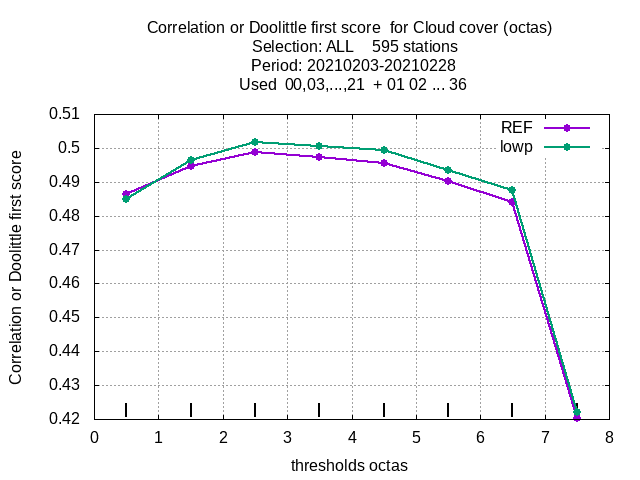 Correlation or Doolittle first score  for Cloud cover (octas)
Selection: ALL    595 stations
Period: 20210203-20210228
Used  00,03,...,21  + 01 02 ... 36
REF
lowp
Correlation or Doolittle first score
0.51
0.5
0.49
0.48
0.47
0.46
0.45
0.44
0.43
0.42
0 1 2 3 4 5 6 7 8
thresholds octas